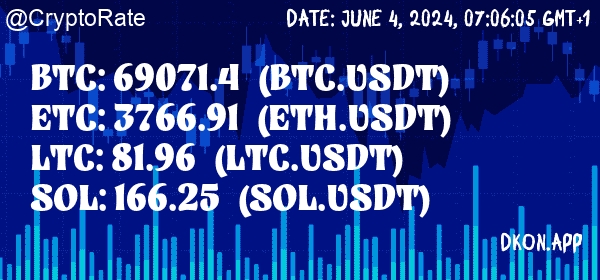 @CryptoRate
DATE: JUNE 4, 2024, 07:06:05 GMT+1
BTC: 69071.4 (BTC.USDT)
ETC: 3766.91 (ETH.USDT)
LTC: 81.96 (LTC.USDT)
SOL: 166.25 (SOL.USDT)
DKON.APP